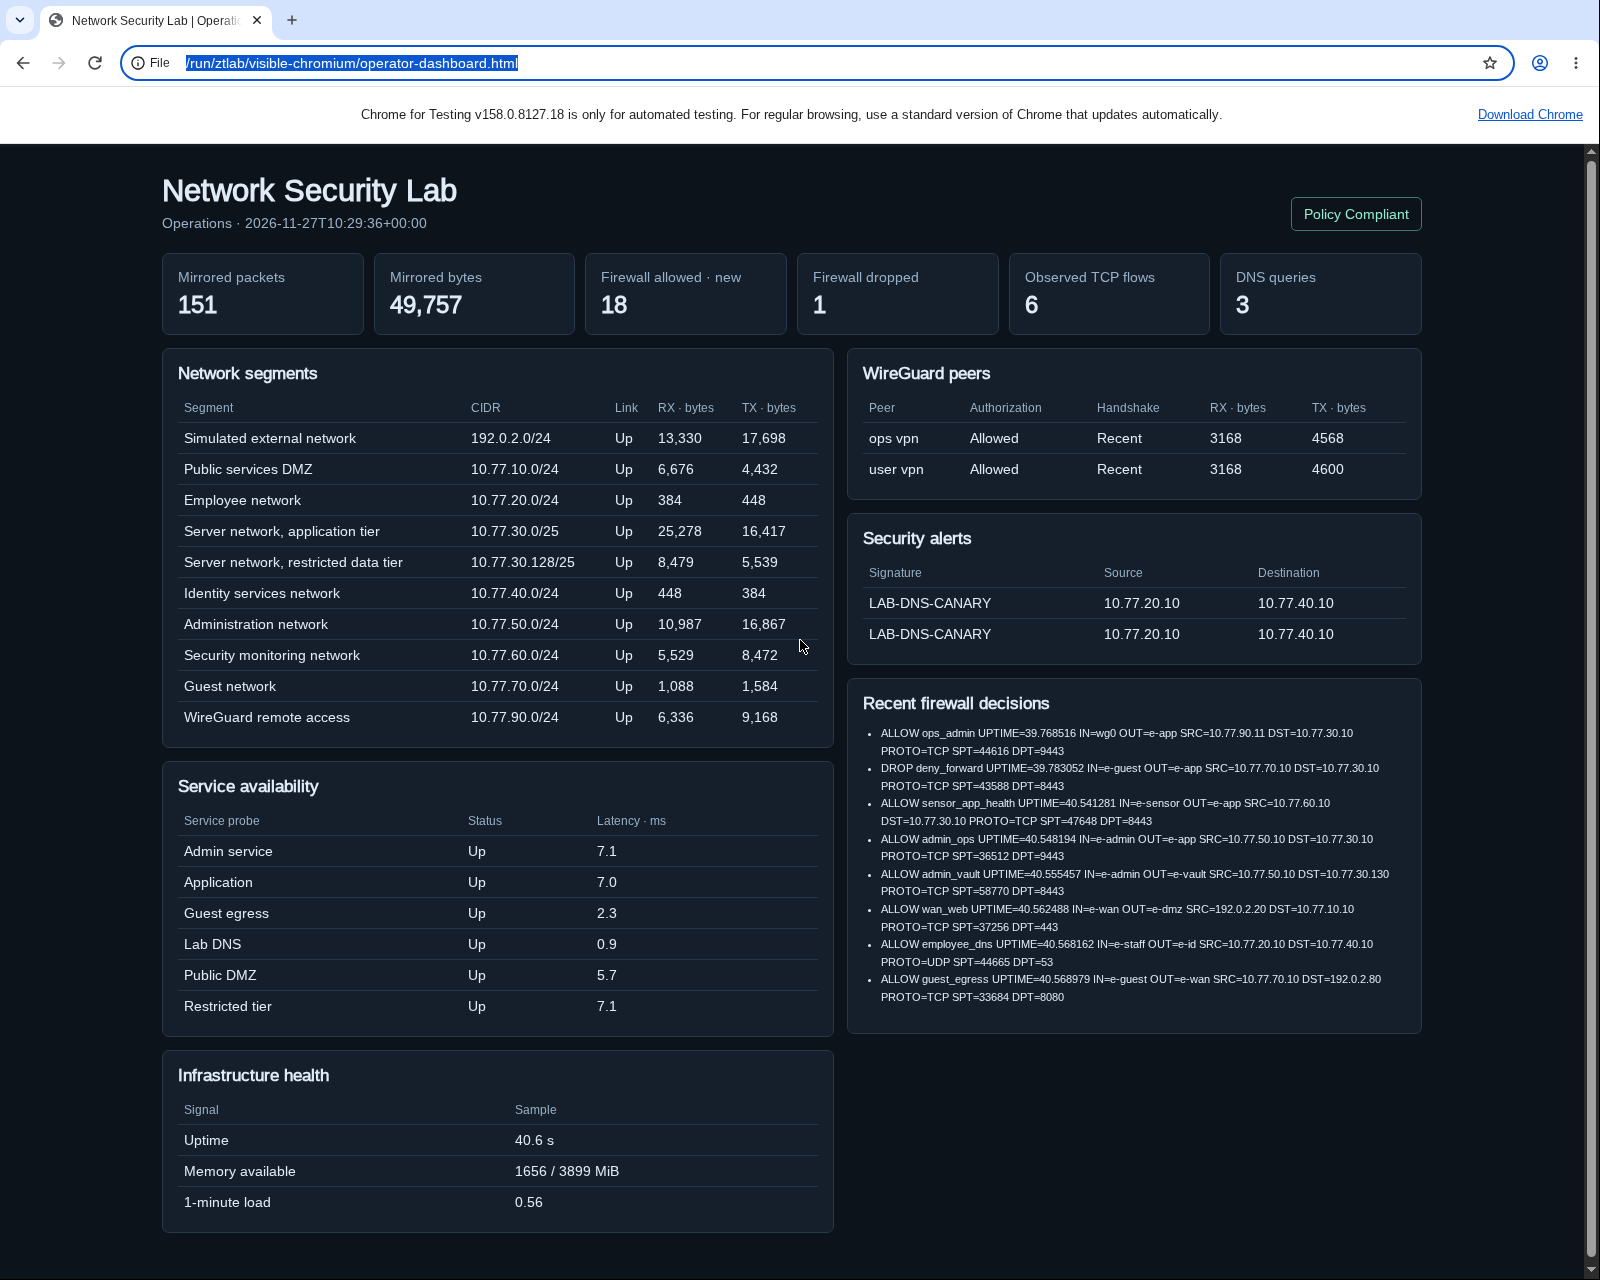 Network Security Lab | Operati
File /run/ztlab/visible-chromium/operator-dashboard.html
Chrome for Testing v158.0.8127.18 is only for automated testing. For regular browsing, use a standard version of Chrome that updates automatically. Download Chrome
Network Security Lab
Operations · 2026-11-27T10:29:36+00:00
Policy Compliant
Mirrored packets
151
Mirrored bytes
49,757
Firewall allowed · new
18
Firewall dropped
1
Observed TCP flows
6
DNS queries
3
Network segments
Segment CIDR Link RX · bytes TX · bytes
Simulated external network 192.0.2.0/24 Up 13,330 17,698
Public services DMZ 10.77.10.0/24 Up 6,676 4,432
Employee network 10.77.20.0/24 Up 384 448
Server network, application tier 10.77.30.0/25 Up 25,278 16,417
Server network, restricted data tier 10.77.30.128/25 Up 8,479 5,539
Identity services network 10.77.40.0/24 Up 448 384
Administration network 10.77.50.0/24 Up 10,987 16,867
Security monitoring network 10.77.60.0/24 Up 5,529 8,472
Guest network 10.77.70.0/24 Up 1,088 1,584
WireGuard remote access 10.77.90.0/24 Up 6,336 9,168
Service availability
Service probe Status Latency · ms
Admin service Up 7.1
Application Up 7.0
Guest egress Up 2.3
Lab DNS Up 0.9
Public DMZ Up 5.7
Restricted tier Up 7.1
Infrastructure health
Signal Sample
Uptime 40.6 s
Memory available 1656 / 3899 MiB
1-minute load 0.56
WireGuard peers
Peer Authorization Handshake RX · bytes TX · bytes
ops vpn Allowed Recent 3168 4568
user vpn Allowed Recent 3168 4600
Security alerts
Signature Source Destination
LAB-DNS-CANARY 10.77.20.10 10.77.40.10
LAB-DNS-CANARY 10.77.20.10 10.77.40.10
Recent firewall decisions
• ALLOW ops_admin UPTIME=39.768516 IN=wg0 OUT=e-app SRC=10.77.90.11 DST=10.77.30.10
PROTO=TCP SPT=44616 DPT=9443
• DROP deny_forward UPTIME=39.783052 IN=e-guest OUT=e-app SRC=10.77.70.10 DST=10.77.30.10
PROTO=TCP SPT=43588 DPT=8443
• ALLOW sensor_app_health UPTIME=40.541281 IN=e-sensor OUT=e-app SRC=10.77.60.10
DST=10.77.30.10 PROTO=TCP SPT=47648 DPT=8443
• ALLOW admin_ops UPTIME=40.548194 IN=e-admin OUT=e-app SRC=10.77.50.10 DST=10.77.30.10
PROTO=TCP SPT=36512 DPT=9443
• ALLOW admin_vault UPTIME=40.555457 IN=e-admin OUT=e-vault SRC=10.77.50.10 DST=10.77.30.130
PROTO=TCP SPT=58770 DPT=8443
• ALLOW wan_web UPTIME=40.562488 IN=e-wan OUT=e-dmz SRC=192.0.2.20 DST=10.77.10.10
PROTO=TCP SPT=37256 DPT=443
• ALLOW employee_dns UPTIME=40.568162 IN=e-staff OUT=e-id SRC=10.77.20.10 DST=10.77.40.10
PROTO=UDP SPT=44665 DPT=53
• ALLOW guest_egress UPTIME=40.568979 IN=e-guest OUT=e-wan SRC=10.77.70.10 DST=192.0.2.80
PROTO=TCP SPT=33684 DPT=8080